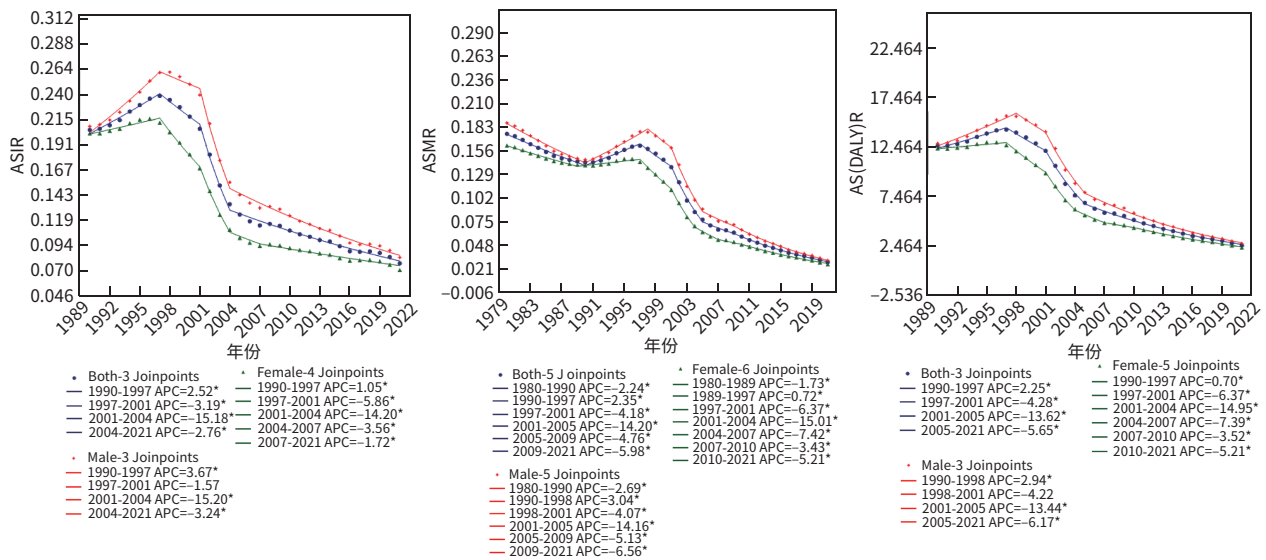 0.312
0.288
0.264
0.240
0.215
0.191
0.167
0.143
0.119
0.094
0.070
0.046
ASIR
1989
1992
1995
1998
2001
2004
2007
2010
2013
2016
2019
2022
年份
Both-3 Joinpoints
1990-1997 APC=2.52*
1997-2001 APC=–3.19*
2001-2004 APC=–15.18*
2004-2021 APC=–2.76*
Female-4 Joinpoints
1990-1997 APC=1.05*
1997-2001 APC=–5.86*
2001-2004 APC=–14.20*
2004-2007 APC=–3.56*
2007-2021 APC=–1.72*
Male-3 Joinpoints
1990-1997 APC=3.67*
1997-2001 APC=–1.57
2001-2004 APC=–15.20*
2004-2021 APC=–3.24*
0.290
0.263
0.236
0.210
0.183
0.156
0.129
0.102
0.075
0.048
0.021
–0.006
ASMR
1979
1983
1987
1991
1995
1999
2003
2007
2011
2015
2019
年份
Both-5 J oinpoints
1980-1990 APC=–2.24*
1990-1997 APC=2.35*
1997-2001 APC=–4.18*
2001-2005 APC=–14.20*
2005-2009 APC=–4.76*
2009-2021 APC=–5.98*
Female-6 Joinpoints
1980-1989 APC=–1.73*
1989-1997 APC=0.72*
1997-2001 APC=–6.37*
2001-2004 APC=–15.01*
2004-2007 APC=–7.42*
2007-2010 APC=–3.43*
2010-2021 APC=–5.21*
Male-5 Joinpoints
1980-1990 APC=–2.69*
1990-1998 APC=3.04*
1998-2001 APC=–4.07*
2001-2005 APC=–14.16*
2005-2009 APC=–5.13*
2009-2021 APC=–6.56*
22.464
17.464
12.464
7.464
2.464
–2.536
AS(DALY)R
1989
1992
1995
1998
2001
2004
2007
2010
2013
2016
2019
2022
年份
Both-3 Joinpoints
1990-1997 APC=2.25*
1997-2001 APC=–4.28*
2001-2005 APC=–13.62*
2005-2021 APC=–5.65*
Female-5 Joinpoints
1990-1997 APC=0.70*
1997-2001 APC=–6.37*
2001-2004 APC=–14.95*
2004-2007 APC=–7.39*
2007-2010 APC=–3.52*
2010-2021 APC=–5.21*
Male-3 Joinpoints
1990-1998 APC=2.94*
1998-2001 APC=–4.22
2001-2005 APC=–13.44*
2005-2021 APC=–6.17*